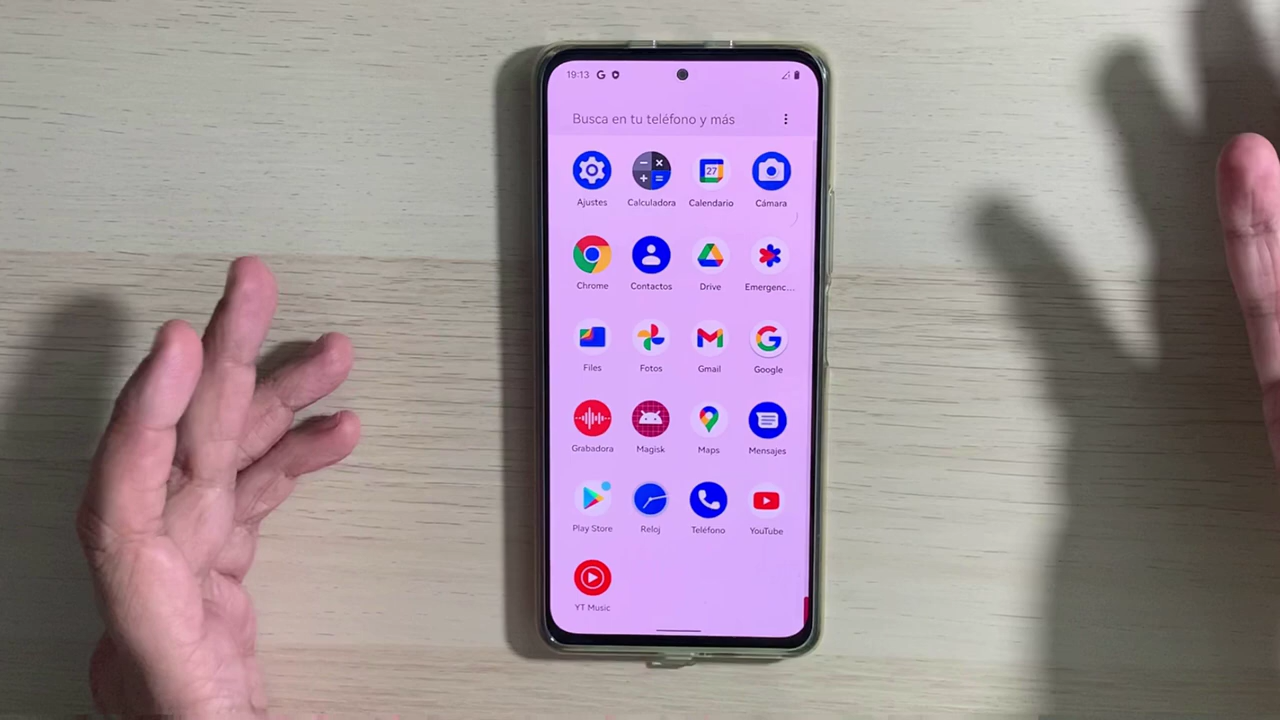 19:13
Busca en tu teléfono y más
Ajustes Calculadora Calendario Cámara
27
Chrome Contactos Drive Emergenc...
Files Fotos Gmail Google
Grabadora Magisk Maps Mensajes
Play Store Reloj Teléfono YouTube
YT Music